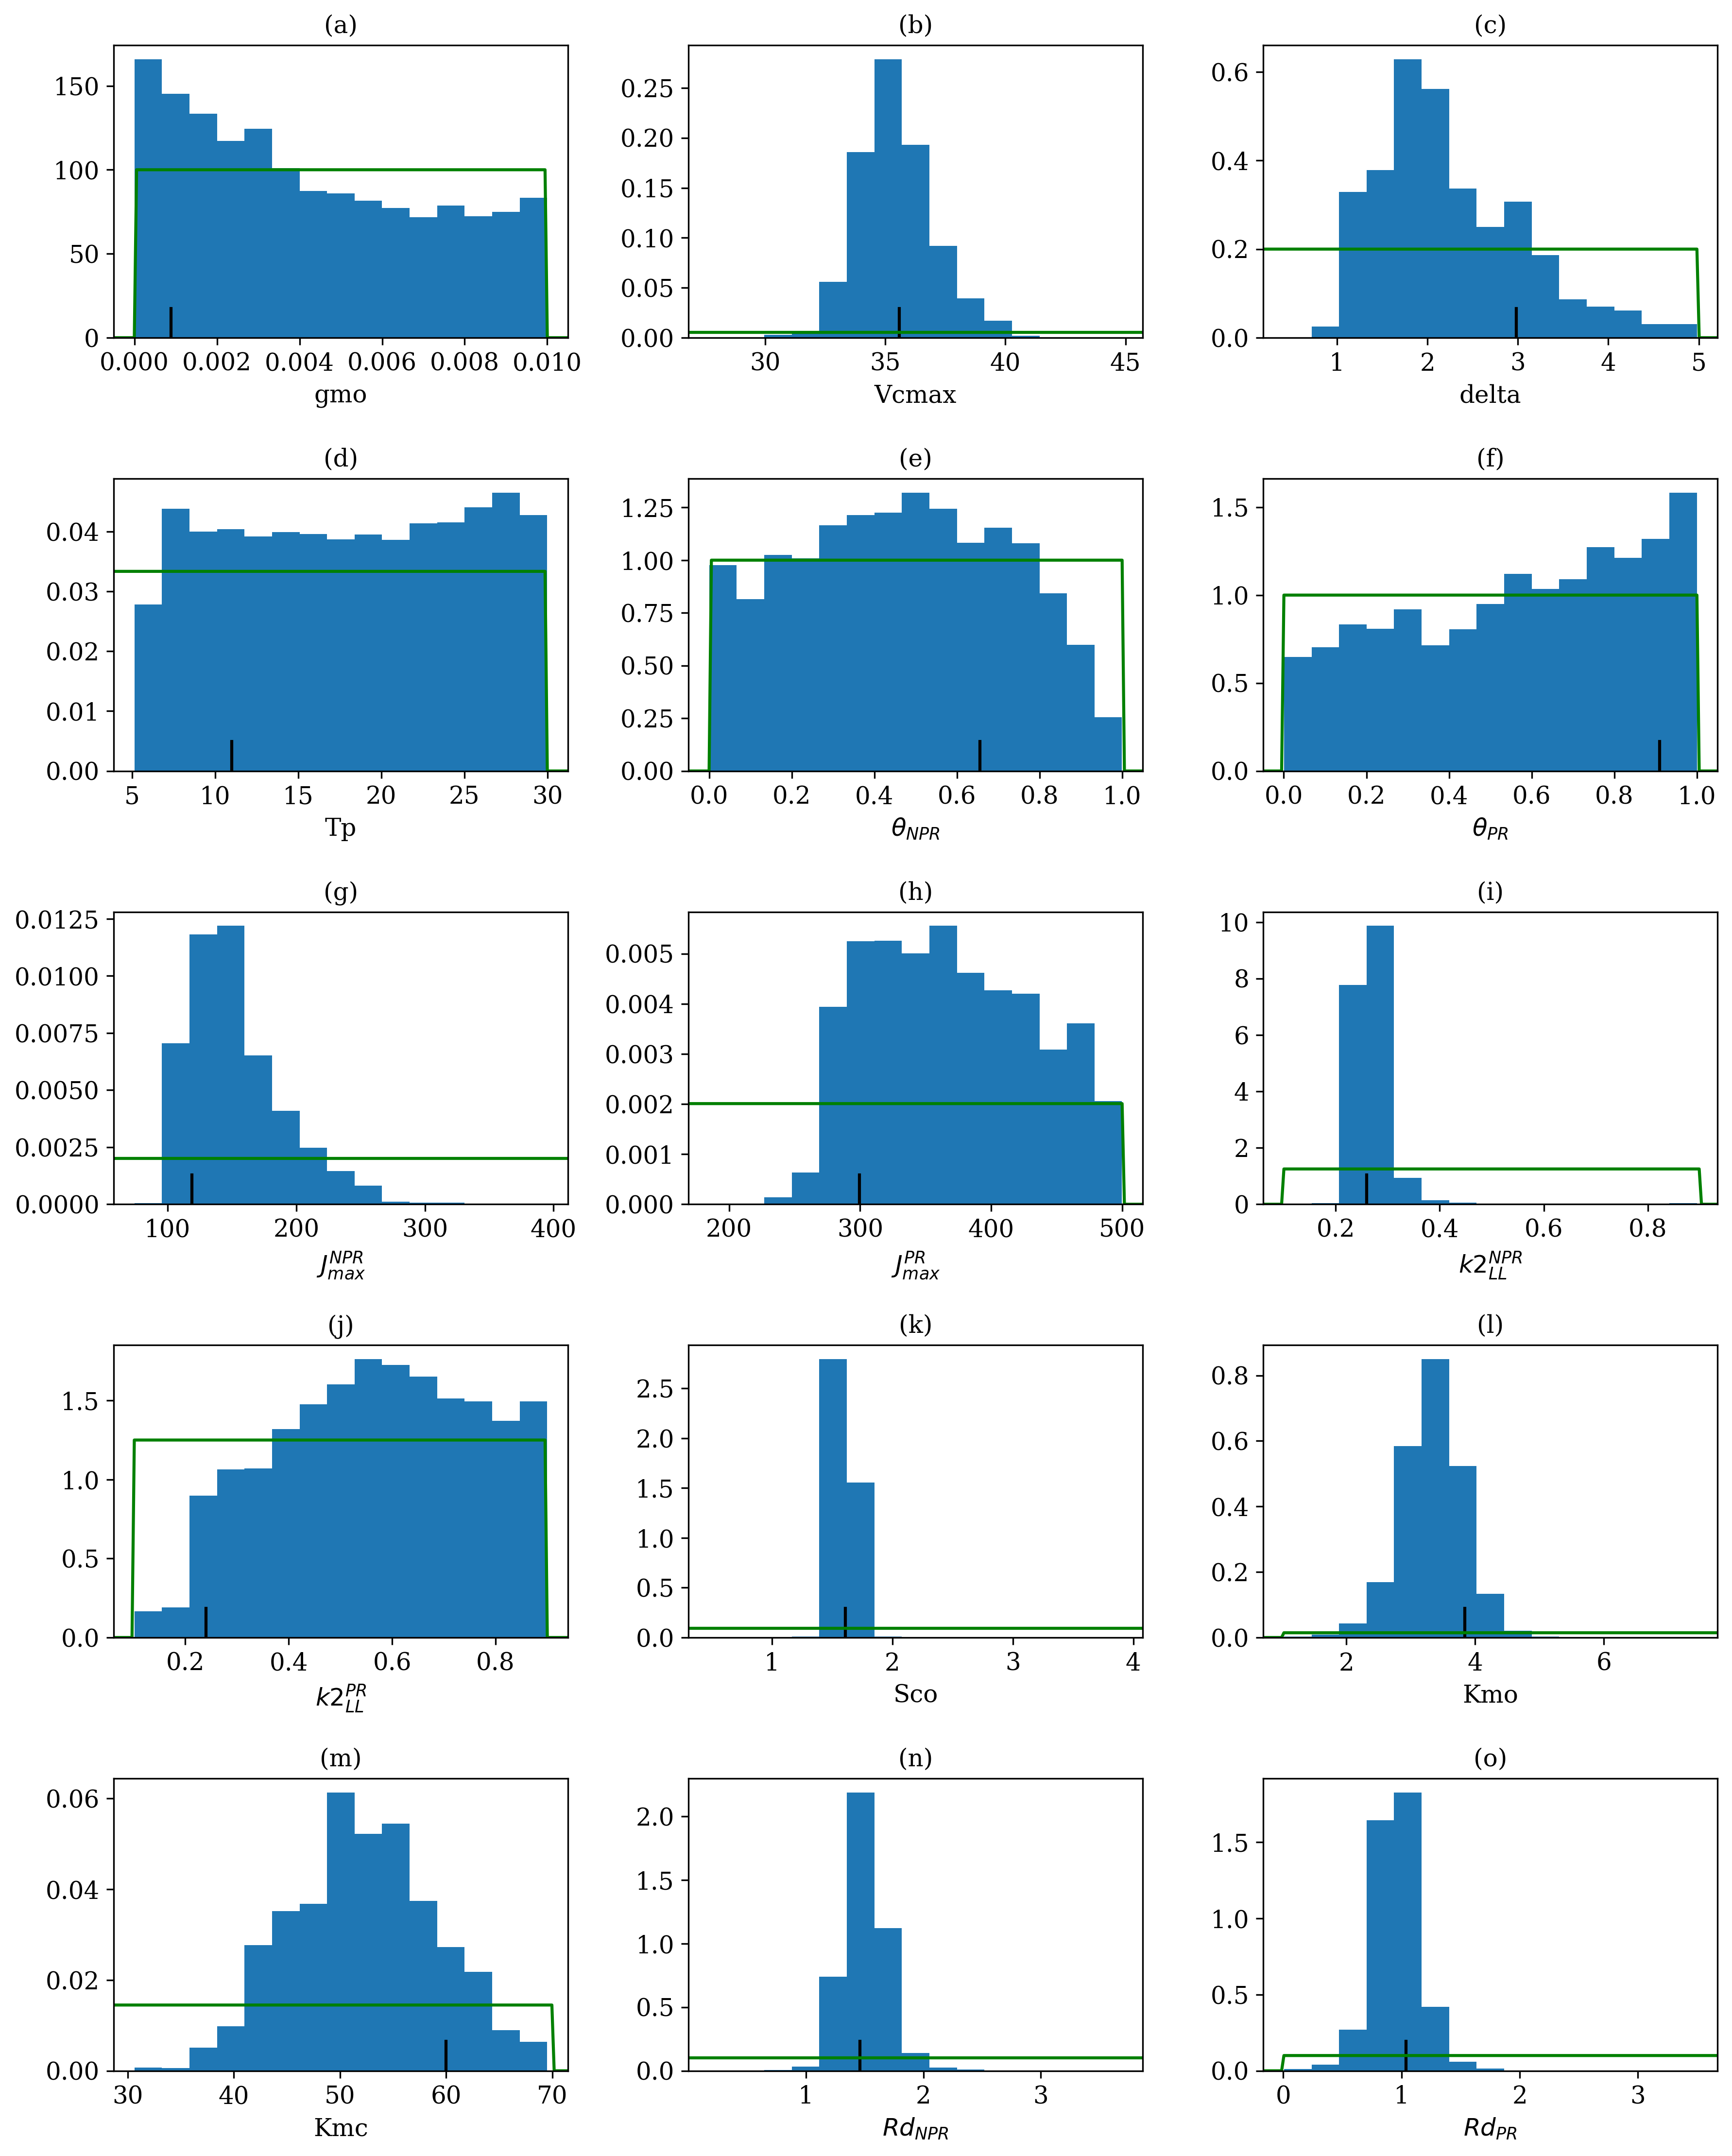 (a) (b) (c)
150 100 50 0
0.25 0.20 0.15 0.10 0.05 0.00
0.6 0.4 0.2 0.0
0.000 0.002 0.004 0.006 0.008 0.010
30 35 40 45
1 2 3 4 5
gmo Vcmax delta
(d) (e) (f)
0.04 0.03 0.02 0.01 0.00
1.25 1.00 0.75 0.50 0.25 0.00
1.5 1.0 0.5 0.0
5 10 15 20 25 30
0.0 0.2 0.4 0.6 0.8 1.0
0.0 0.2 0.4 0.6 0.8 1.0
Tp θNPR θPR
(g) (h) (i)
0.0125 0.0100 0.0075 0.0050 0.0025 0.0000
0.005 0.004 0.003 0.002 0.001 0.000
10 8 6 4 2 0
100 200 300 400
200 300 400 500
0.2 0.4 0.6 0.8
J^NPR_max J^PR_max k2^NPR_LL
(j) (k) (l)
1.5 1.0 0.5 0.0
2.5 2.0 1.5 1.0 0.5 0.0
0.8 0.6 0.4 0.2 0.0
0.2 0.4 0.6 0.8
1 2 3 4
2 4 6
k2^PR_LL Sco Kmo
(m) (n) (o)
0.06 0.04 0.02 0.00
2.0 1.5 1.0 0.5 0.0
1.5 1.0 0.5 0.0
30 40 50 60 70
1 2 3
0 1 2 3
Kmc Rd_NPR Rd_PR